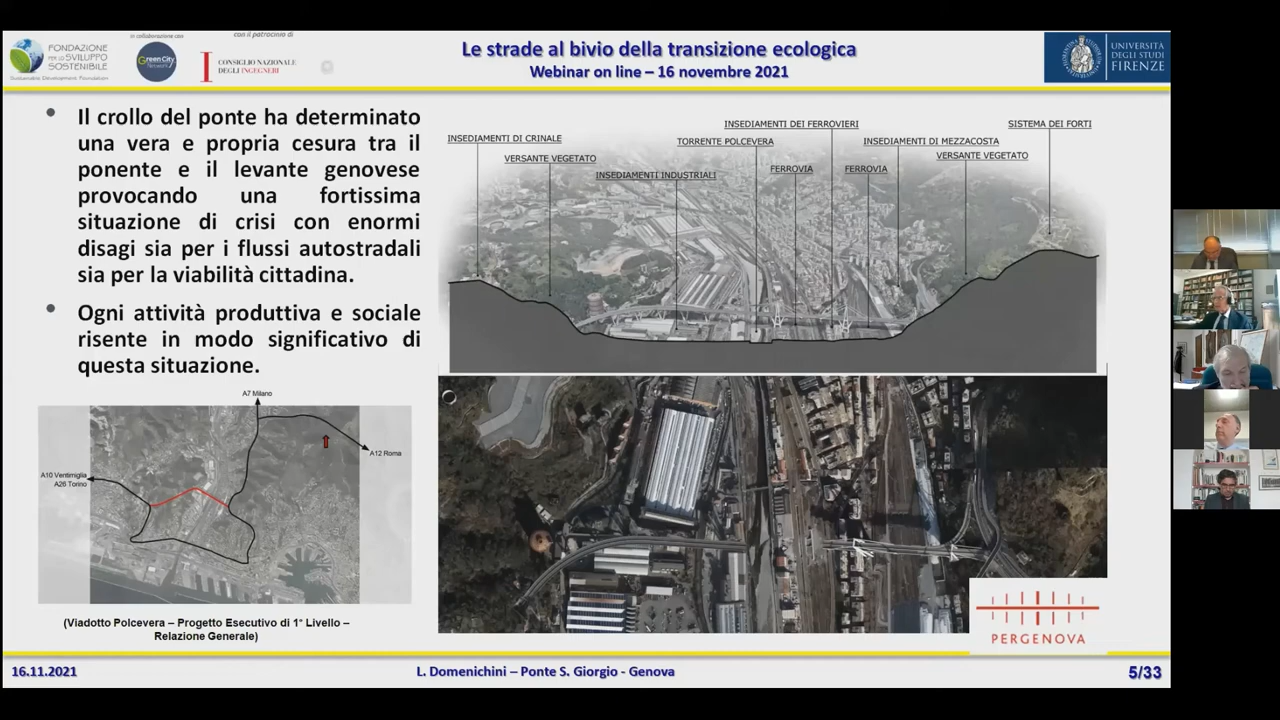 FONDAZIONE
PER LO SVILUPPO
SOSTENIBILE
Sustainable Development Foundation
in collaborazione con
GreenCity
Network
con il patrocinio di
CONSIGLIO NAZIONALE
DEGLI INGEGNERI
Le strade al bivio della transizione ecologica
Webinar on line – 16 novembre 2021
UNIVERSITÀ
DEGLI STUDI
FIRENZE
• Il crollo del ponte ha determinato
una vera e propria cesura tra il
ponente e il levante genovese
provocando una fortissima
situazione di crisi con enormi
disagi sia per i flussi autostradali
sia per la viabilità cittadina.
• Ogni attività produttiva e sociale
risente in modo significativo di
questa situazione.
INSEDIAMENTI DI CRINALE
VERSANTE VEGETATO
INSEDIAMENTI INDUSTRIALI
TORRENTE POLCEVERA
INSEDIAMENTI DEI FERROVIERI
FERROVIA
FERROVIA
INSEDIAMENTI DI MEZZACOSTA
VERSANTE VEGETATO
SISTEMA DEI FORTI
A7 Milano
A12 Roma
A10 Ventimiglia
A26 Torino
(Viadotto Polcevera – Progetto Esecutivo di 1° Livello –
Relazione Generale)
PERGENOVA
16.11.2021
L. Domenichini – Ponte S. Giorgio - Genova
5/33